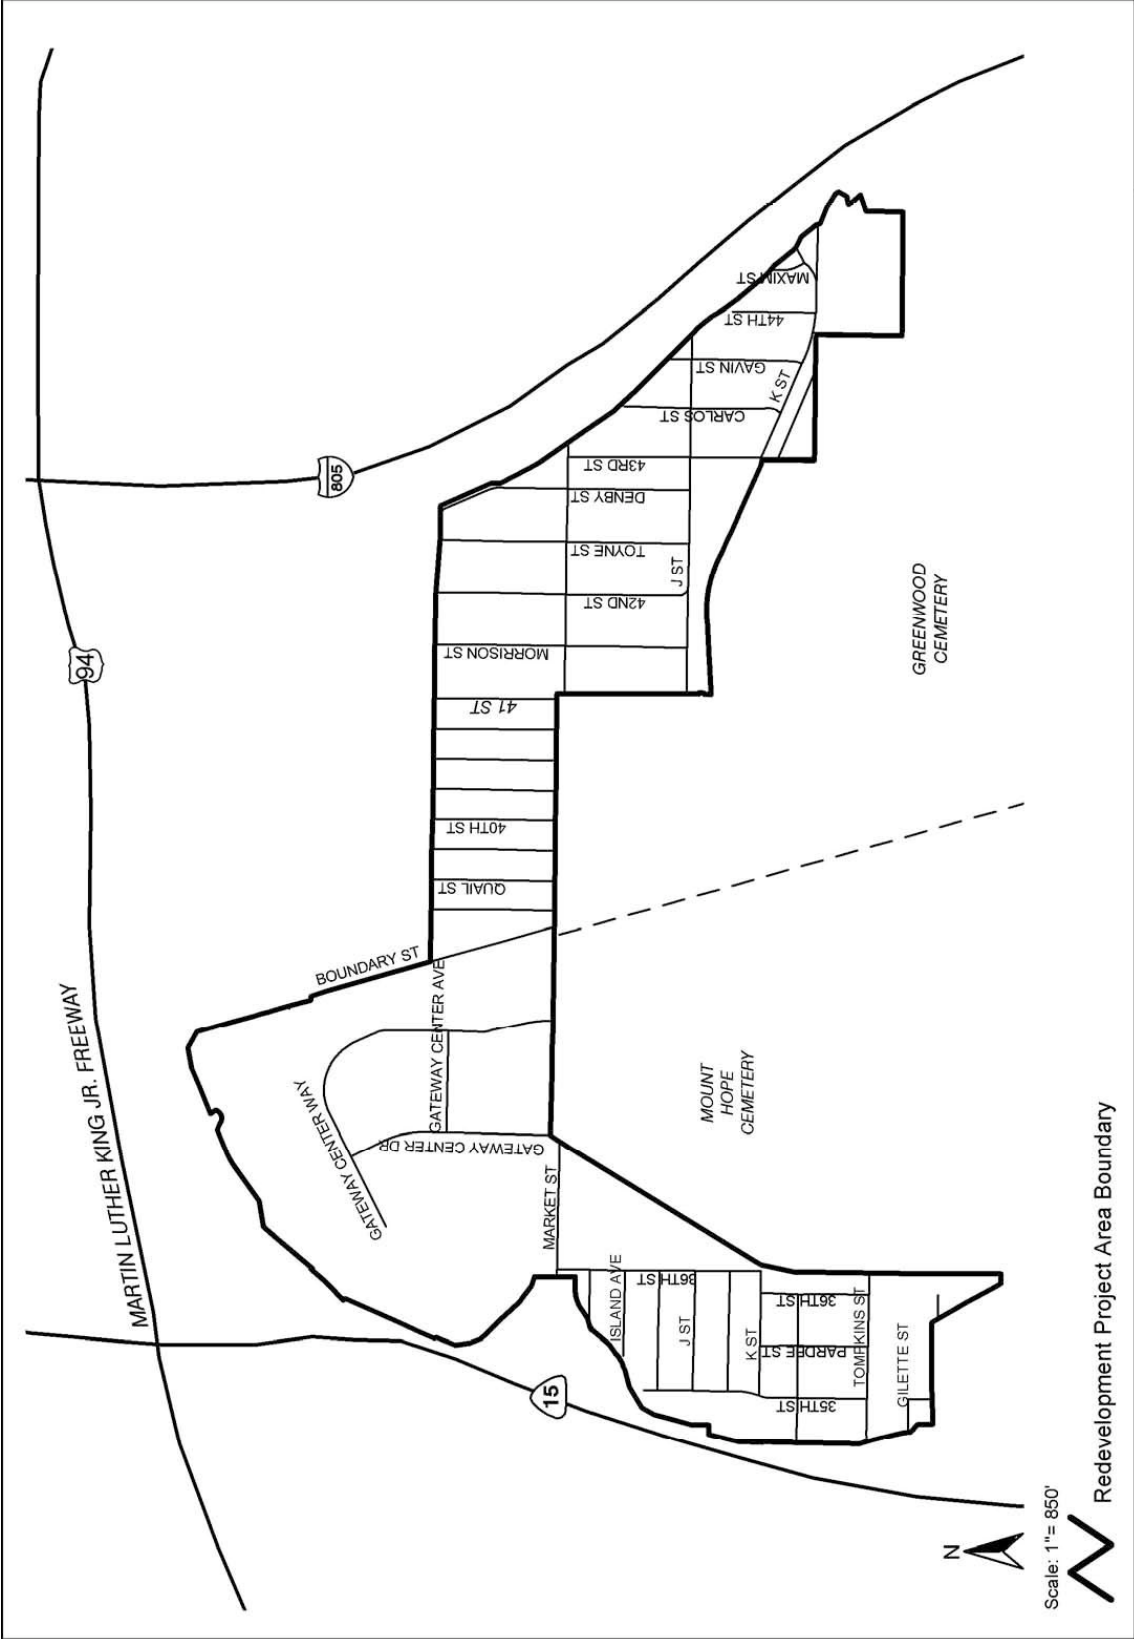 MARTIN LUTHER KING JR. FREEWAY
94
805
15
BOUNDARY ST
GATEWAY CENTER WAY
GATEWAY CENTER AVE
GATEWAY CENTER DR
MARKET ST
QUAIL ST
40TH ST
41 ST
MORRISON ST
42ND ST
TOYNE ST
DENBY ST
43RD ST
CARLOS ST
GAVIN ST
44TH ST
MAXIM ST
J ST
K ST
ISLAND AVE
36TH ST
J ST
K ST
36TH ST
PARDEE ST
35TH ST
TOMPKINS ST
GILETTE ST
MOUNT
HOPE
CEMETERY
GREENWOOD
CEMETERY
N
Scale: 1"= 850'
Redevelopment Project Area Boundary